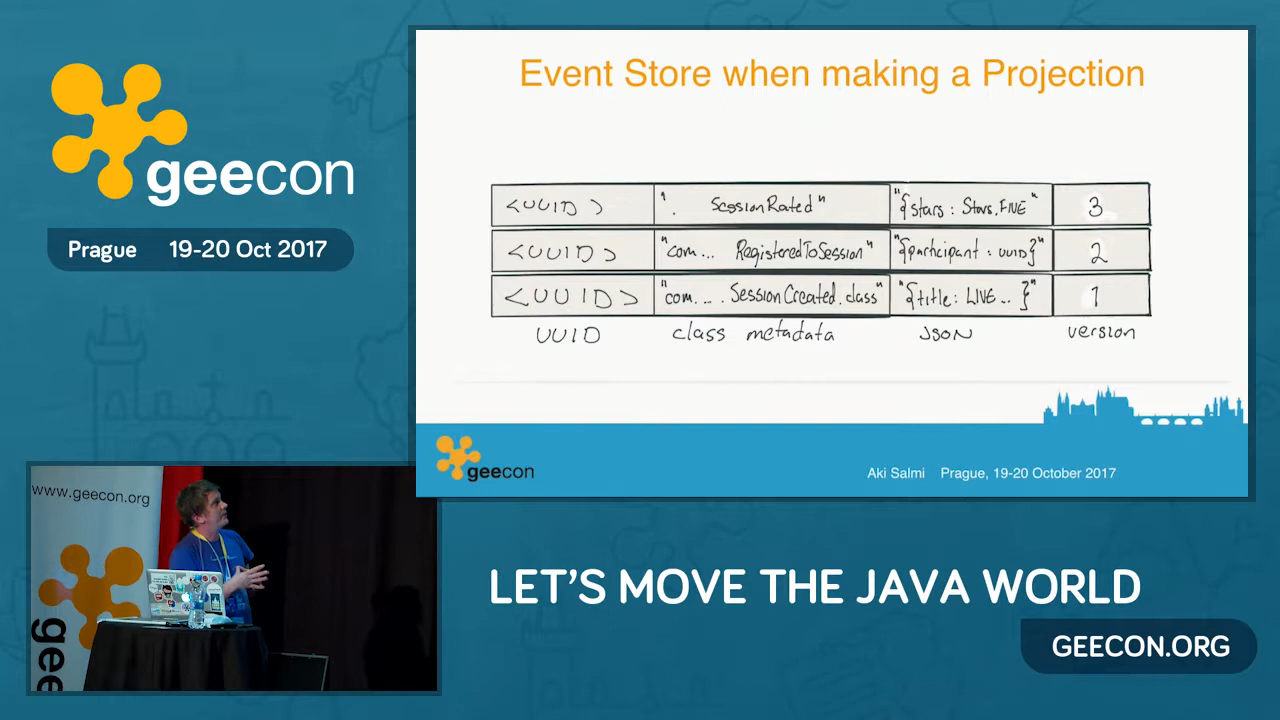 geecon
Prague 19-20 Oct 2017
Event Store when making a Projection
<UUID> ". SessionRated" "{stars: Stars.FIVE" 3
<UUID> "com... RegisteredToSession" "{participant: UUID}" 2
<UUID> "com.... SessionCreated.class" "{title: LIVE... }" 1
UUID class metadata JSON version
geecon
Aki Salmi Prague, 19-20 October 2017
www.geecon.org
gee
LET'S MOVE THE JAVA WORLD
GEECON.ORG